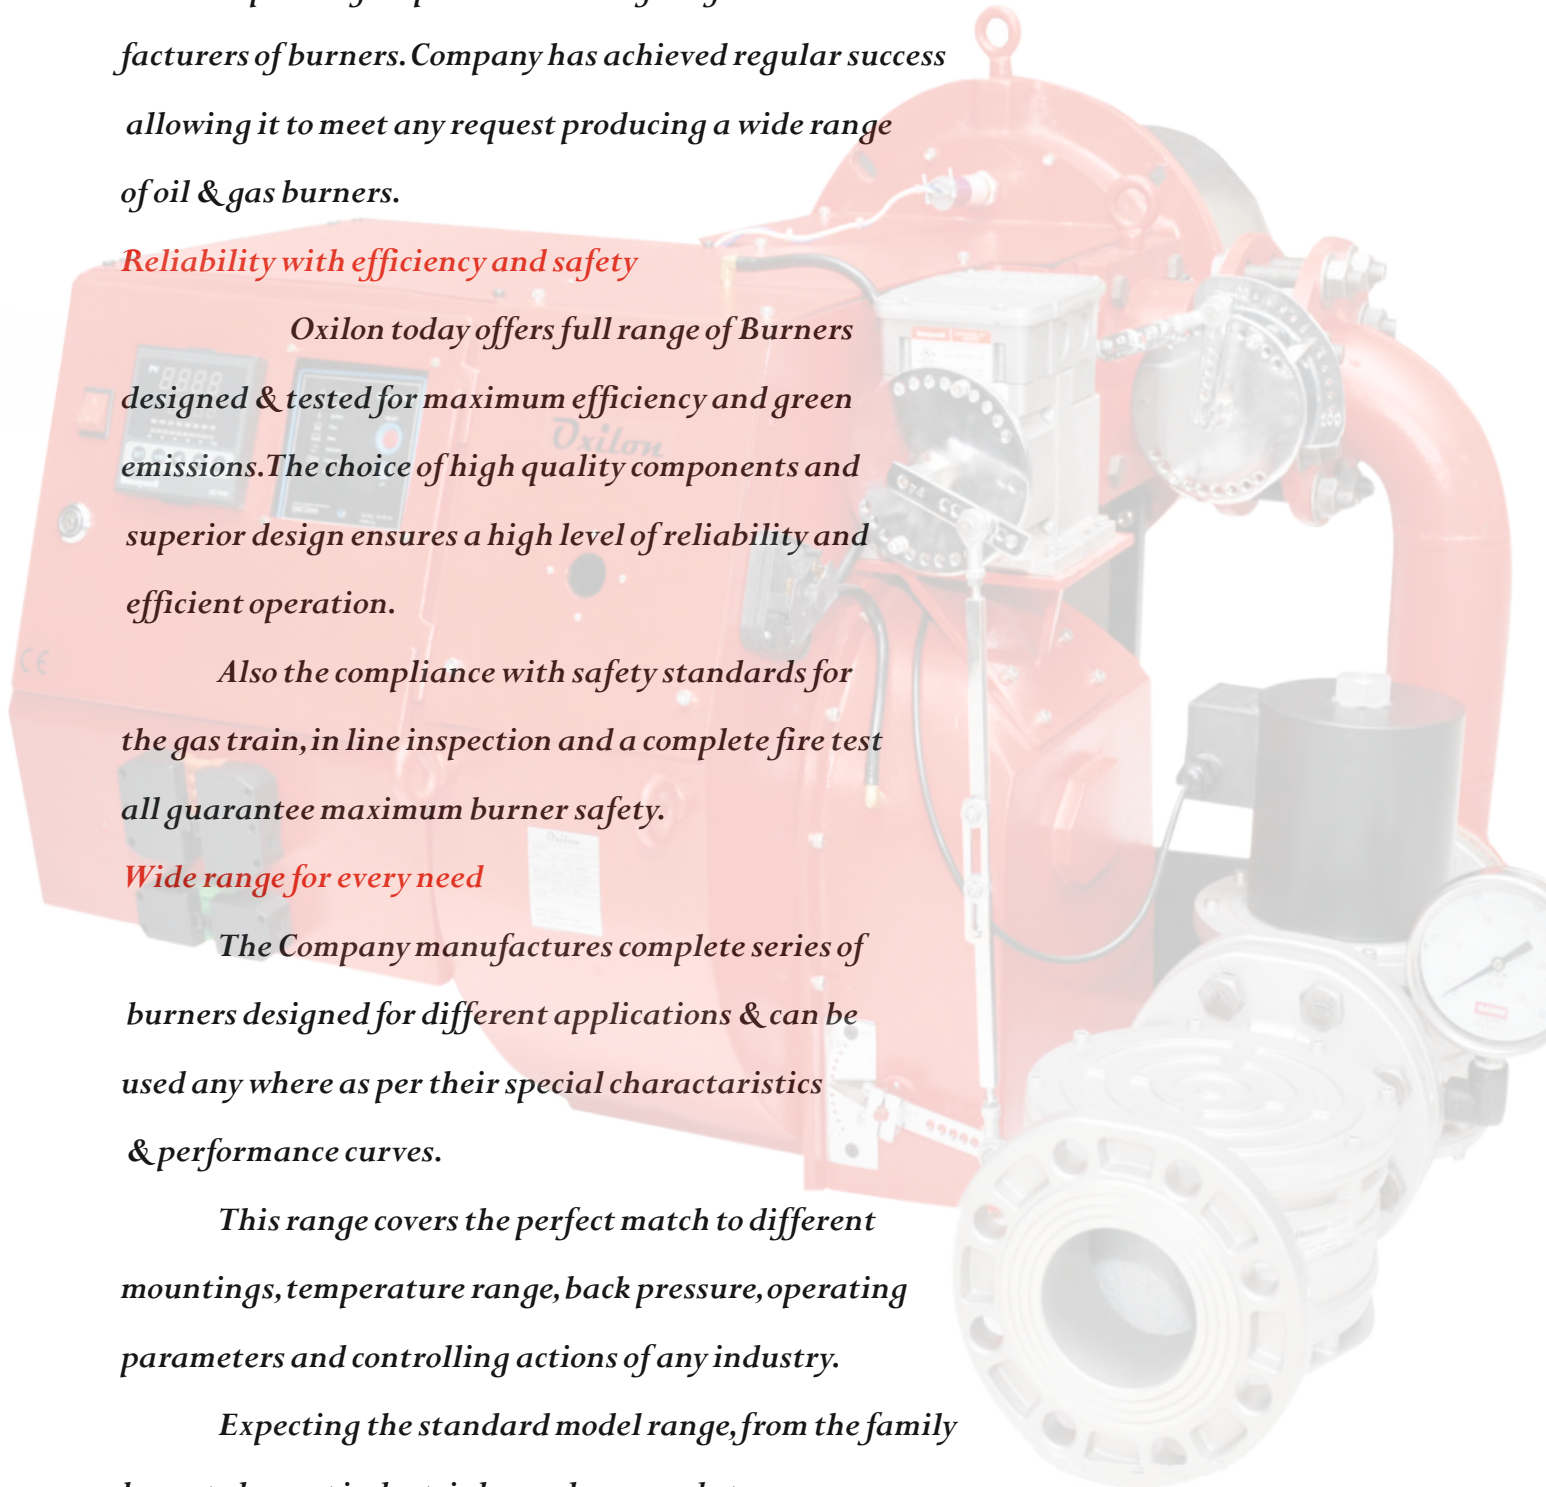 facturers of burners. Company has achieved regular success
allowing it to meet any request producing a wide range
of oil & gas burners.
Reliability with efficiency and safety
Oxilon today offers full range of Burners
designed & tested for maximum efficiency and green
emissions. The choice of high quality components and
superior design ensures a high level of reliability and
efficient operation.
Also the compliance with safety standards for
the gas train, in line inspection and a complete fire test
all guarantee maximum burner safety.
Wide range for every need
The Company manufactures complete series of
burners designed for different applications & can be
used any where as per their special charactaristics
& performance curves.
This range covers the perfect match to different
mountings, temperature range, back pressure, operating
parameters and controlling actions of any industry.
Expecting the standard model range, from the family
Oxilon
CE
Oxilon